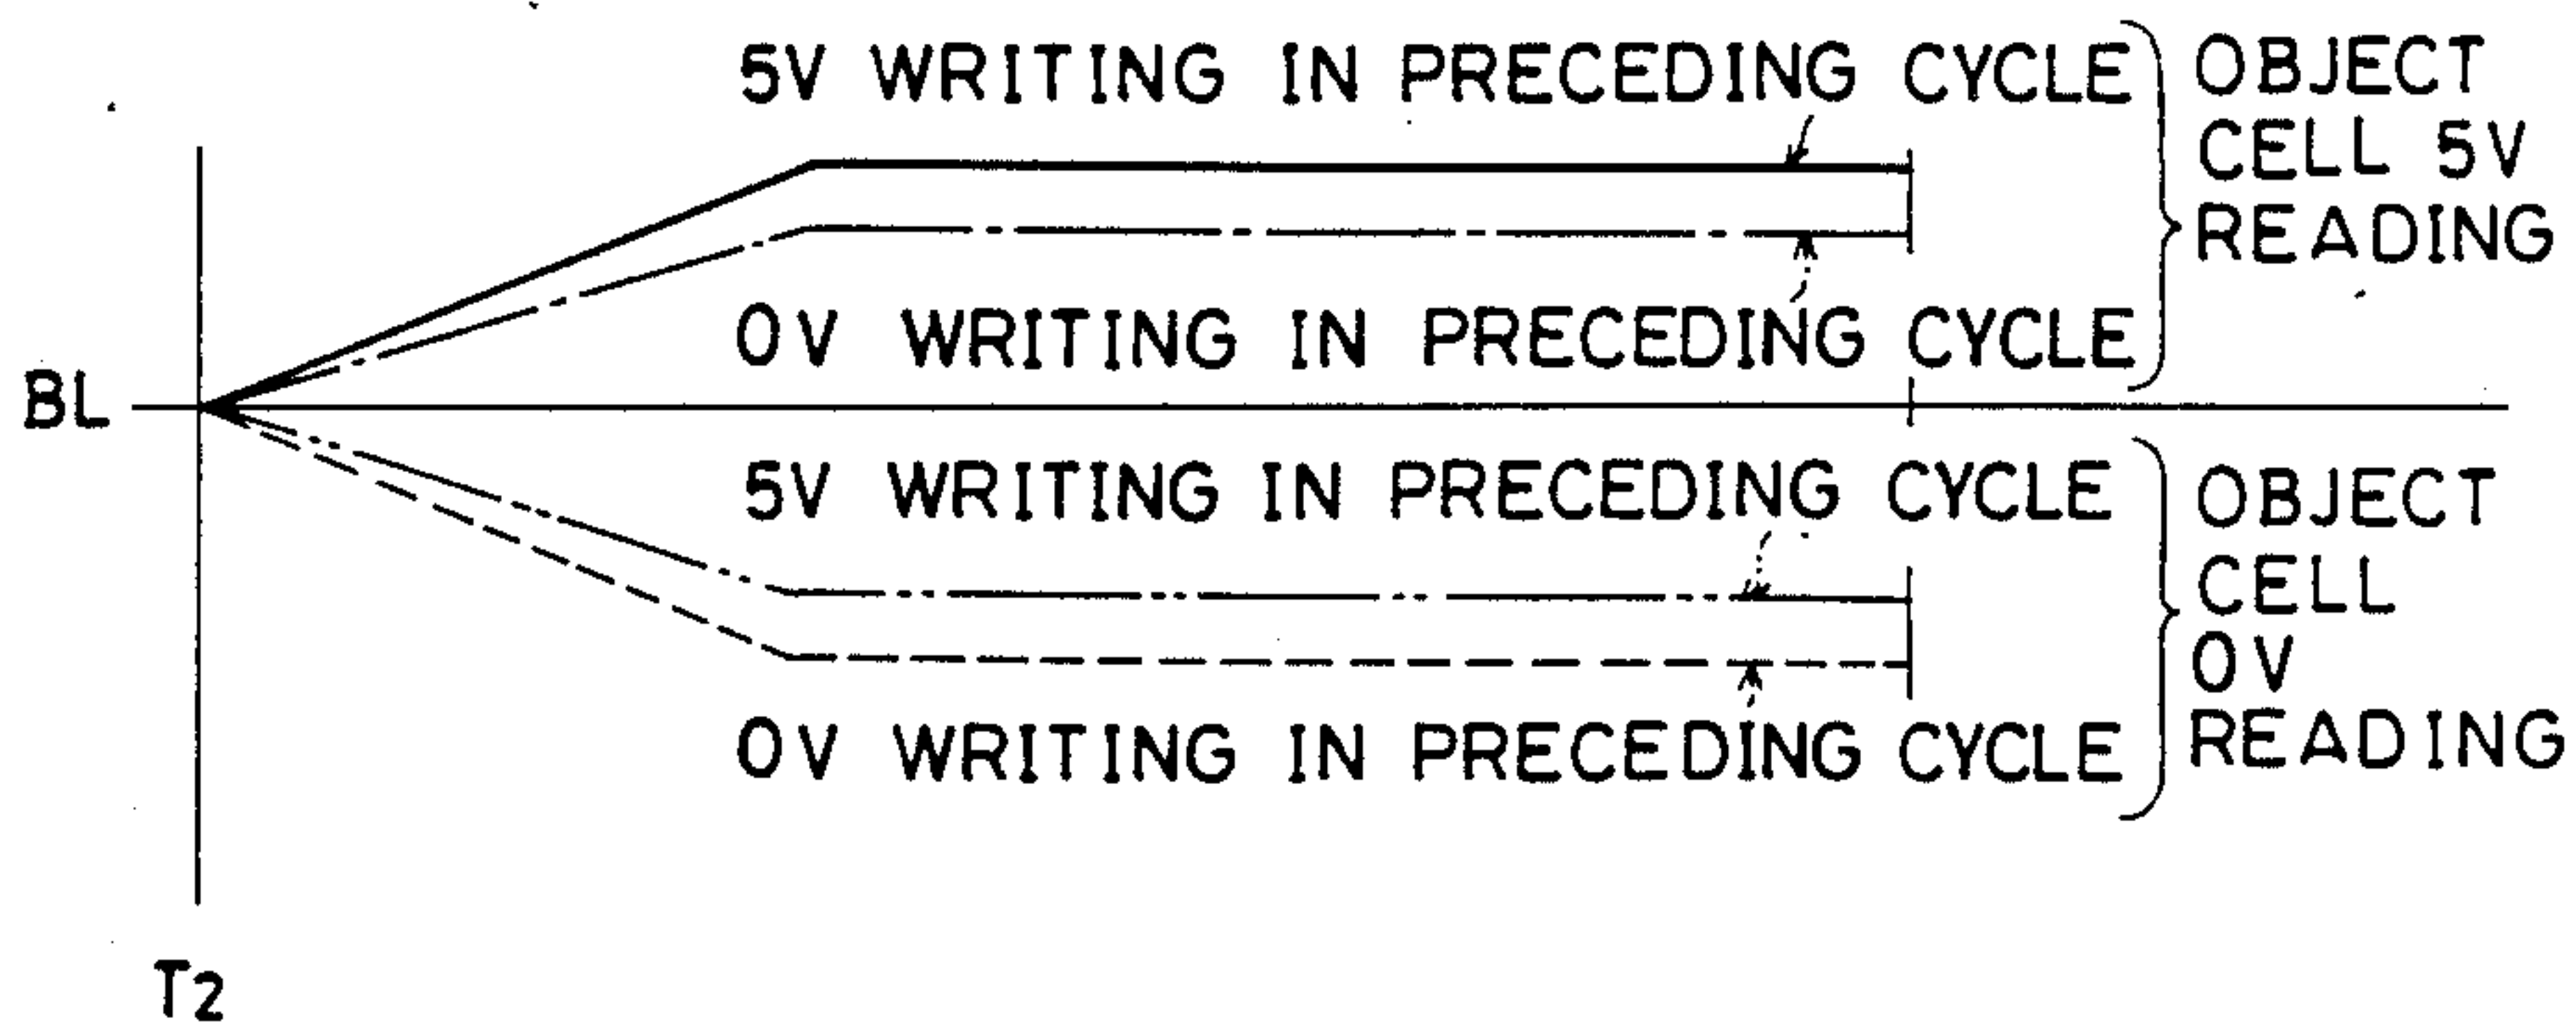 5V WRITING IN PRECEDING CYCLE
OBJECT
CELL 5V
READING
0V WRITING IN PRECEDING CYCLE
BL
5V WRITING IN PRECEDING CYCLE
OBJECT
CELL
0V
READING
0V WRITING IN PRECEDING CYCLE
T2